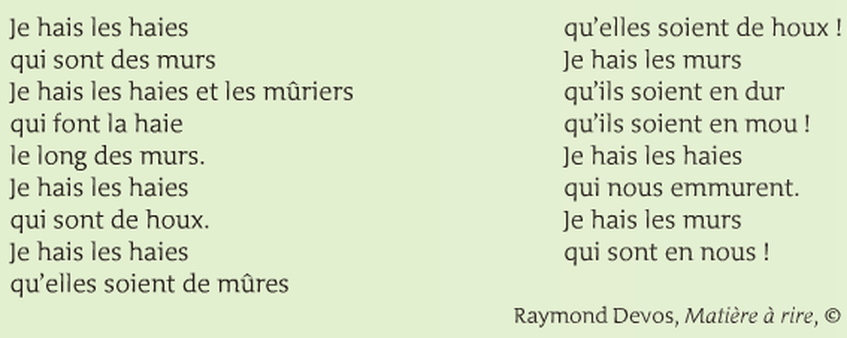 Je hais les haies
qui sont des murs
Je hais les haies et les mûriers
qui font la haie
le long des murs.
Je hais les haies
qui sont de houx.
Je hais les haies
qu’elles soient de mûres
qu’elles soient de houx !
Je hais les murs
qu’ils soient en dur
qu’ils soient en mou !
Je hais les haies
qui nous emmurent.
Je hais les murs
qui sont en nous !
Raymond Devos, Matière à rire, ©